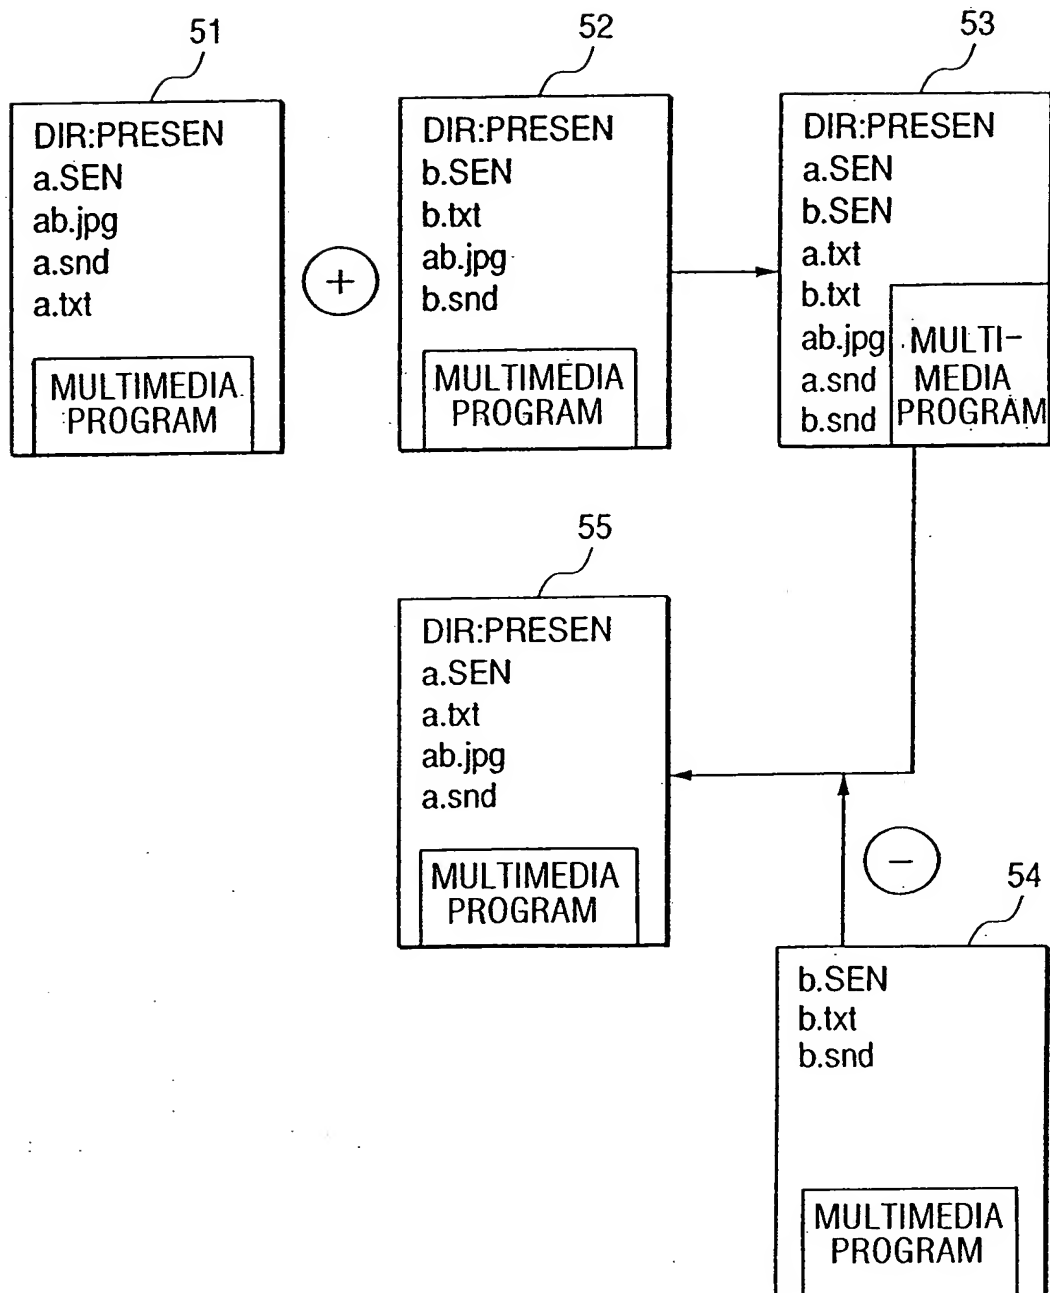 51
DIR:PRESEN
a.SEN
ab.jpg
a.snd
a.txt
MULTIMEDIA
PROGRAM
+
52
DIR:PRESEN
b.SEN
b.txt
ab.jpg
b.snd
MULTIMEDIA
PROGRAM
53
DIR:PRESEN
a.SEN
b.SEN
a.txt
b.txt
ab.jpg
a.snd
b.snd
MULTI-
MEDIA
PROGRAM
55
DIR:PRESEN
a.SEN
a.txt
ab.jpg
a.snd
MULTIMEDIA
PROGRAM
−
54
b.SEN
b.txt
b.snd
MULTIMEDIA
PROGRAM